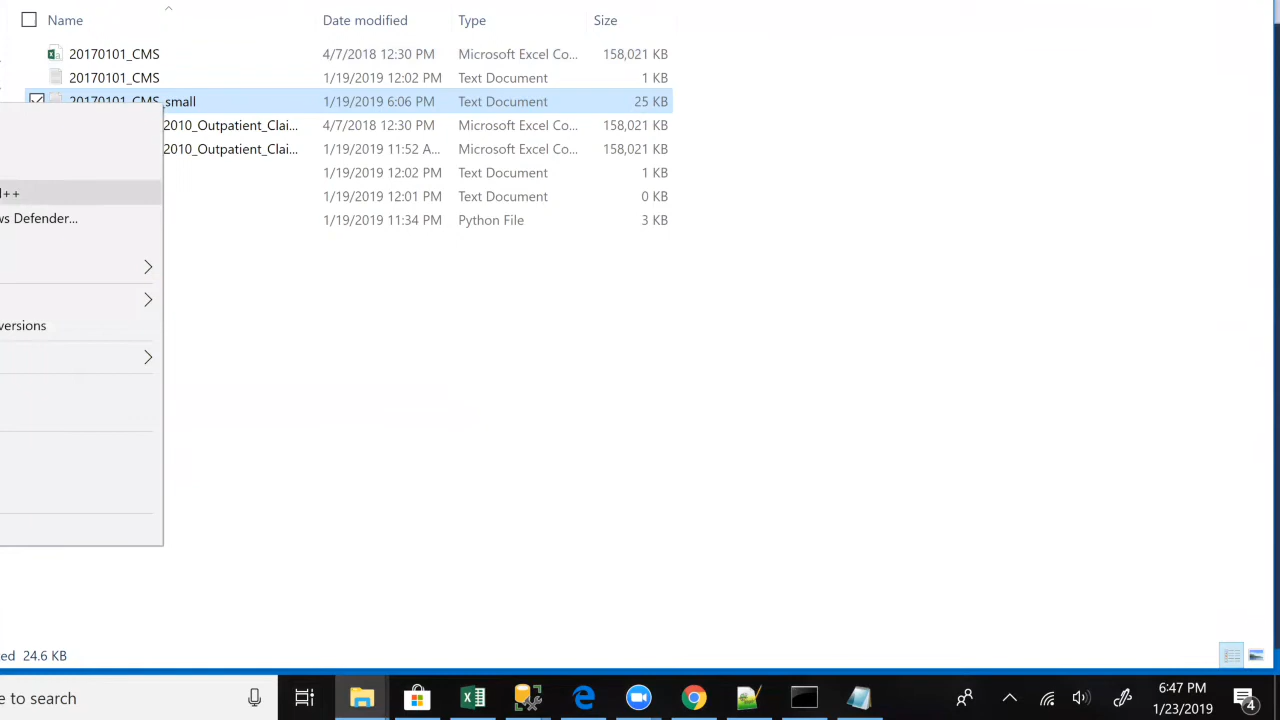 Name Date modified Type Size
20170101_CMS 4/7/2018 12:30 PM Microsoft Excel Co... 158,021 KB
20170101_CMS 1/19/2019 12:02 PM Text Document 1 KB
20170101_CMS_small 1/19/2019 6:06 PM Text Document 25 KB
2010_Outpatient_Clai... 4/7/2018 12:30 PM Microsoft Excel Co... 158,021 KB
2010_Outpatient_Clai... 1/19/2019 11:52 A... Microsoft Excel Co... 158,021 KB
1/19/2019 12:02 PM Text Document 1 KB
++ 1/19/2019 12:01 PM Text Document 0 KB
ws Defender... 1/19/2019 11:34 PM Python File 3 KB
versions
ed 24.6 KB
e to search
6:47 PM
1/23/2019
4